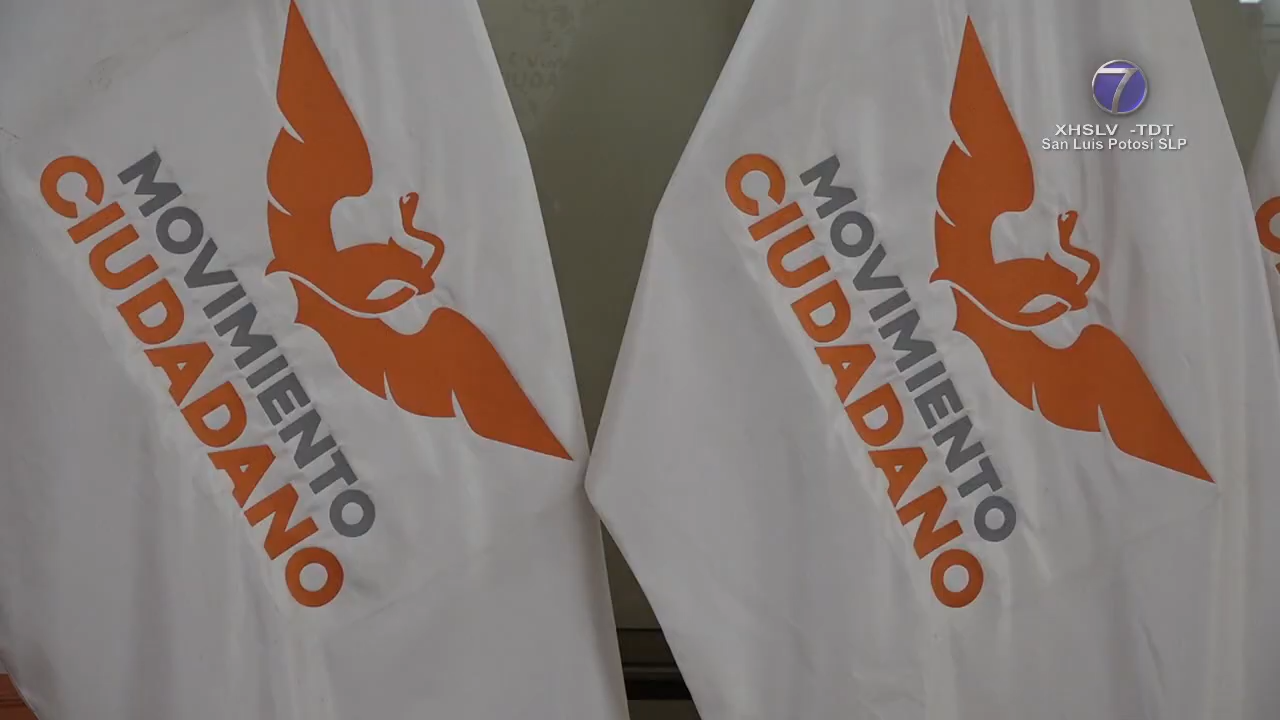 MOVIMIENTO
CIUDADANO
MOVIMIENTO
CIUDADANO
7
XHSLV -TDT
San Luis Potosí SLP